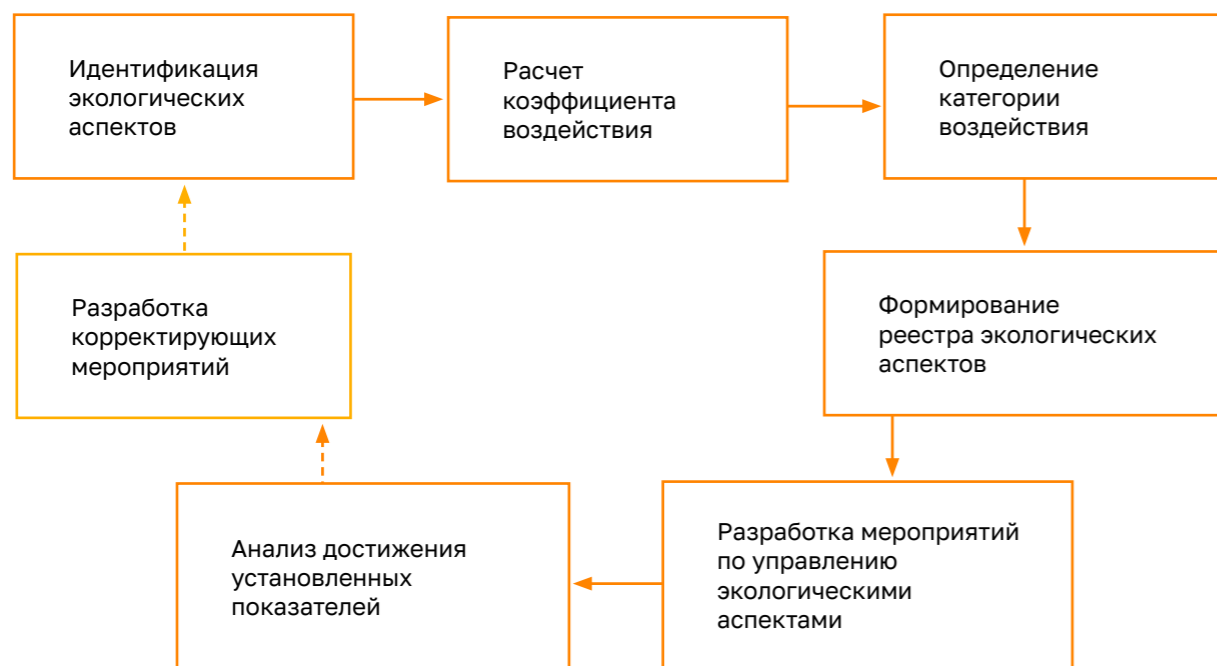 Идентификация
экологических
аспектов
Расчет
коэффициента
воздействия
Определение
категории
воздействия
Формирование
реестра экологических
аспектов
Разработка мероприятий
по управлению
экологическими
аспектами
Анализ достижения
установленных
показателей
Разработка
корректирующих
мероприятий